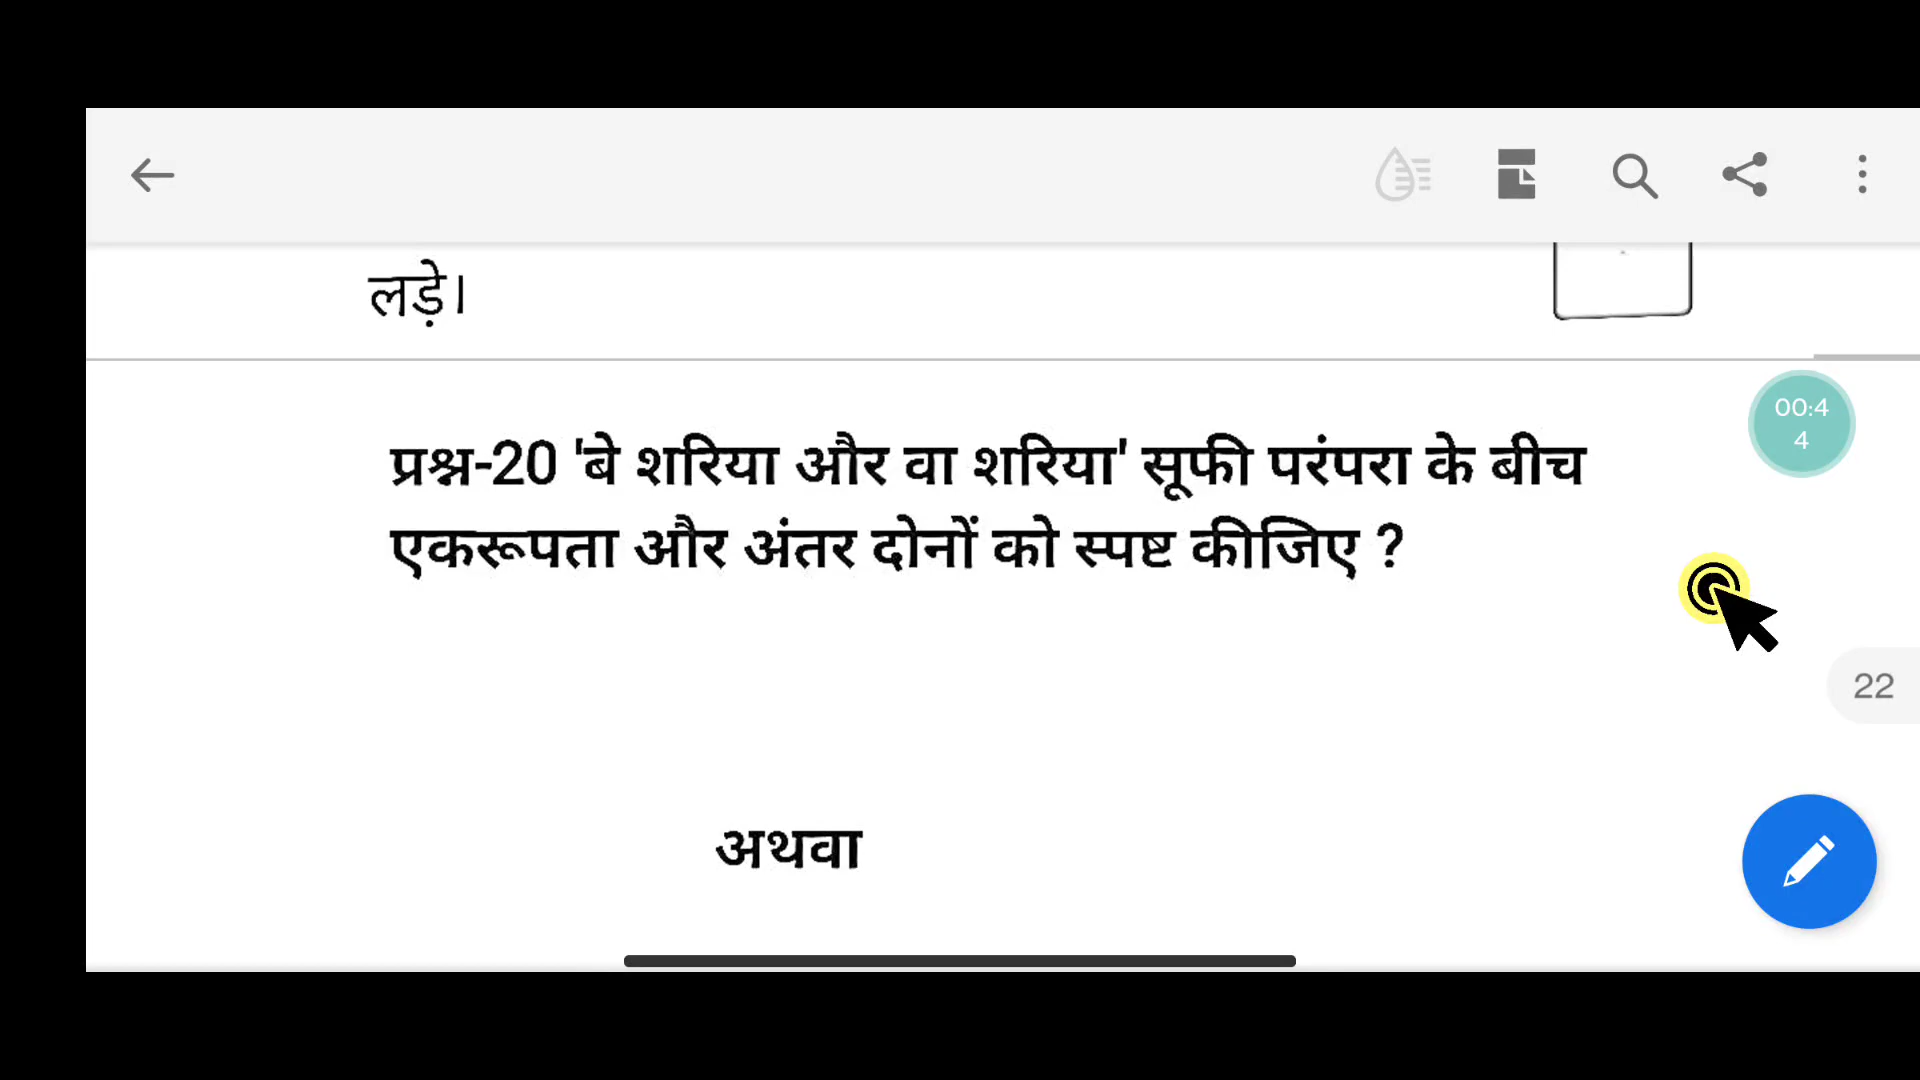 लड़े।
00:4
4
प्रश्न-20 'बे शरिया और वा शरिया' सूफी परंपरा के बीच
एकरूपता और अंतर दोनों को स्पष्ट कीजिए ?
22
अथवा